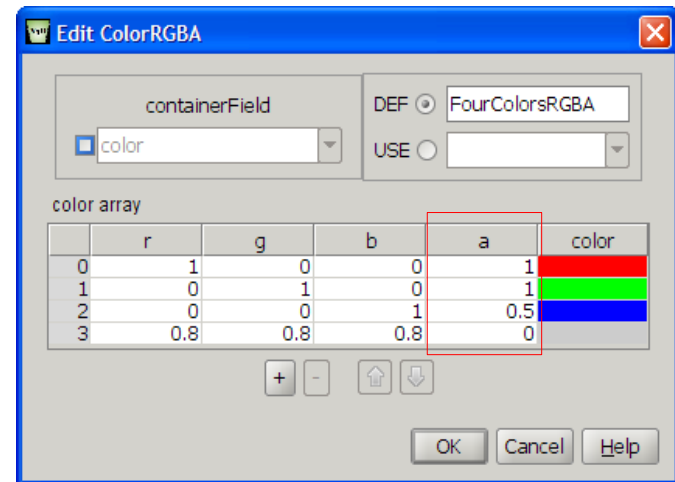 Edit ColorRGBA
containerField
color
DEF FourColorsRGBA
USE
color array
r g b a color
0 1 0 0 1
1 0 1 0 1
2 0 0 1 0.5
3 0.8 0.8 0.8 0
+ -
OK Cancel Help